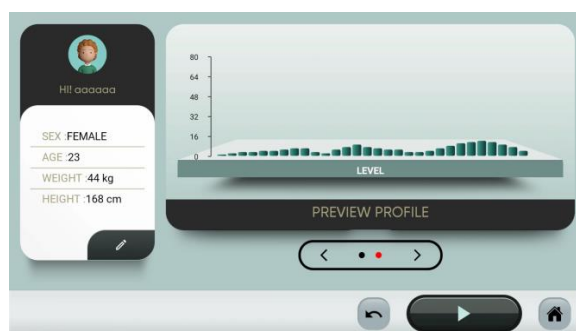 HI! aaaaaa
SEX :FEMALE
AGE :23
WEIGHT :44 kg
HEIGHT :168 cm
80
64
48
32
16
0
LEVEL
PREVIEW PROFILE